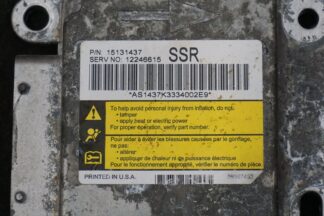 P/N 15131437
SSR
SERV NO: 12246615
*AS1437K3334002E9*
To help avoid personal injury from inflation, do not:
• tamper
• apply heat or electric power
For proper operation, verify part number.
Pour aider à éviter les blessures causées par le gonflage,
ne pas:
• altérer
• appliquer de chaleur ni de puissance électrique
Pour le fonctionnement approprié, vérifier le numéro de pièce.
PRINTED IN U.S.A.